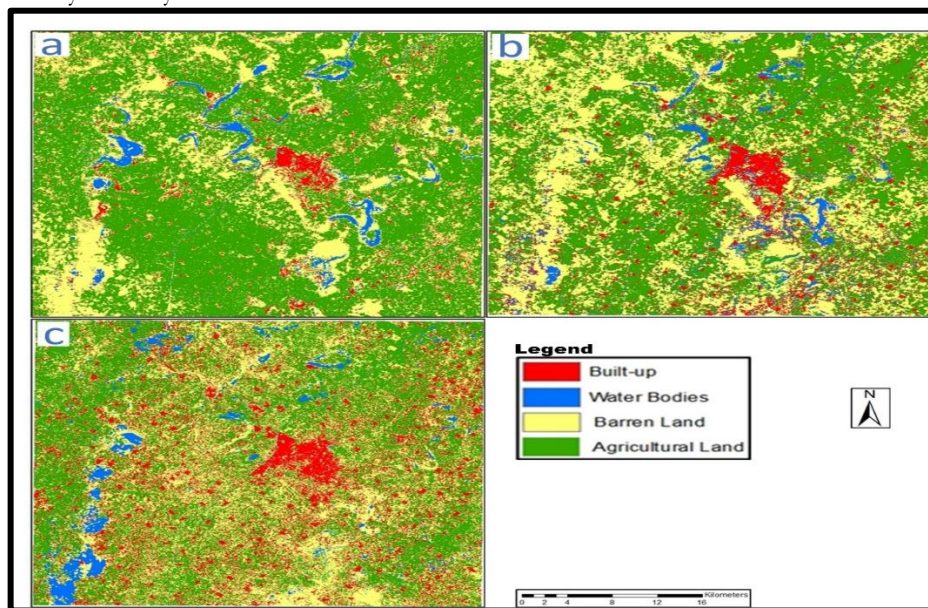 a
b
c
Legend
Built-up
Water Bodies
Barren Land
Agricultural Land
N
Kilometers
0 2 4 8 12 16